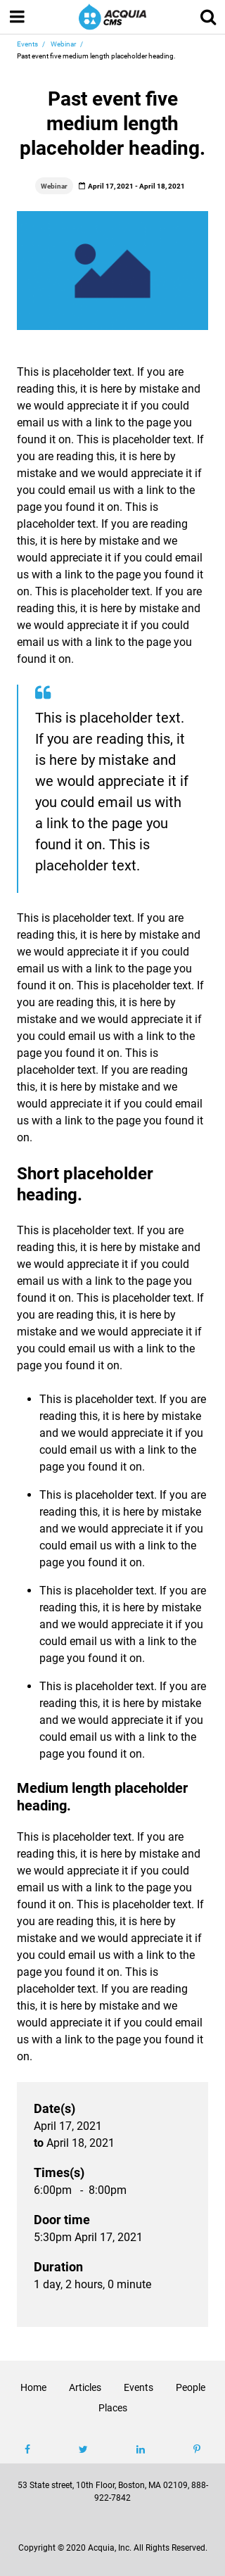 ACQUIA
CMS
Events / Webinar /
Past event five medium length placeholder heading.
Past event five
medium length
placeholder heading.
Webinar April 17, 2021 - April 18, 2021
This is placeholder text. If you are
reading this, it is here by mistake and
we would appreciate it if you could
email us with a link to the page you
found it on. This is placeholder text. If
you are reading this, it is here by
mistake and we would appreciate it if
you could email us with a link to the
page you found it on. This is
placeholder text. If you are reading
this, it is here by mistake and we
would appreciate it if you could email
us with a link to the page you found it
on. This is placeholder text. If you are
reading this, it is here by mistake and
we would appreciate it if you could
email us with a link to the page you
found it on.
This is placeholder text.
If you are reading this, it
is here by mistake and
we would appreciate it if
you could email us with
a link to the page you
found it on. This is
placeholder text.
This is placeholder text. If you are
reading this, it is here by mistake and
we would appreciate it if you could
email us with a link to the page you
found it on. This is placeholder text. If
you are reading this, it is here by
mistake and we would appreciate it if
you could email us with a link to the
page you found it on. This is
placeholder text. If you are reading
this, it is here by mistake and we
would appreciate it if you could email
us with a link to the page you found it
on.
Short placeholder
heading.
This is placeholder text. If you are
reading this, it is here by mistake and
we would appreciate it if you could
email us with a link to the page you
found it on. This is placeholder text. If
you are reading this, it is here by
mistake and we would appreciate it if
you could email us with a link to the
page you found it on.
• This is placeholder text. If you are
reading this, it is here by mistake
and we would appreciate it if you
could email us with a link to the
page you found it on.
• This is placeholder text. If you are
reading this, it is here by mistake
and we would appreciate it if you
could email us with a link to the
page you found it on.
• This is placeholder text. If you are
reading this, it is here by mistake
and we would appreciate it if you
could email us with a link to the
page you found it on.
• This is placeholder text. If you are
reading this, it is here by mistake
and we would appreciate it if you
could email us with a link to the
page you found it on.
Medium length placeholder
heading.
This is placeholder text. If you are
reading this, it is here by mistake and
we would appreciate it if you could
email us with a link to the page you
found it on. This is placeholder text. If
you are reading this, it is here by
mistake and we would appreciate it if
you could email us with a link to the
page you found it on. This is
placeholder text. If you are reading
this, it is here by mistake and we
would appreciate it if you could email
us with a link to the page you found it
on.
Date(s)
April 17, 2021
to April 18, 2021
Times(s)
6:00pm - 8:00pm
Door time
5:30pm April 17, 2021
Duration
1 day, 2 hours, 0 minute
Home Articles Events People
Places
53 State street, 10th Floor, Boston, MA 02109, 888-
922-7842
Copyright © 2020 Acquia, Inc. All Rights Reserved.